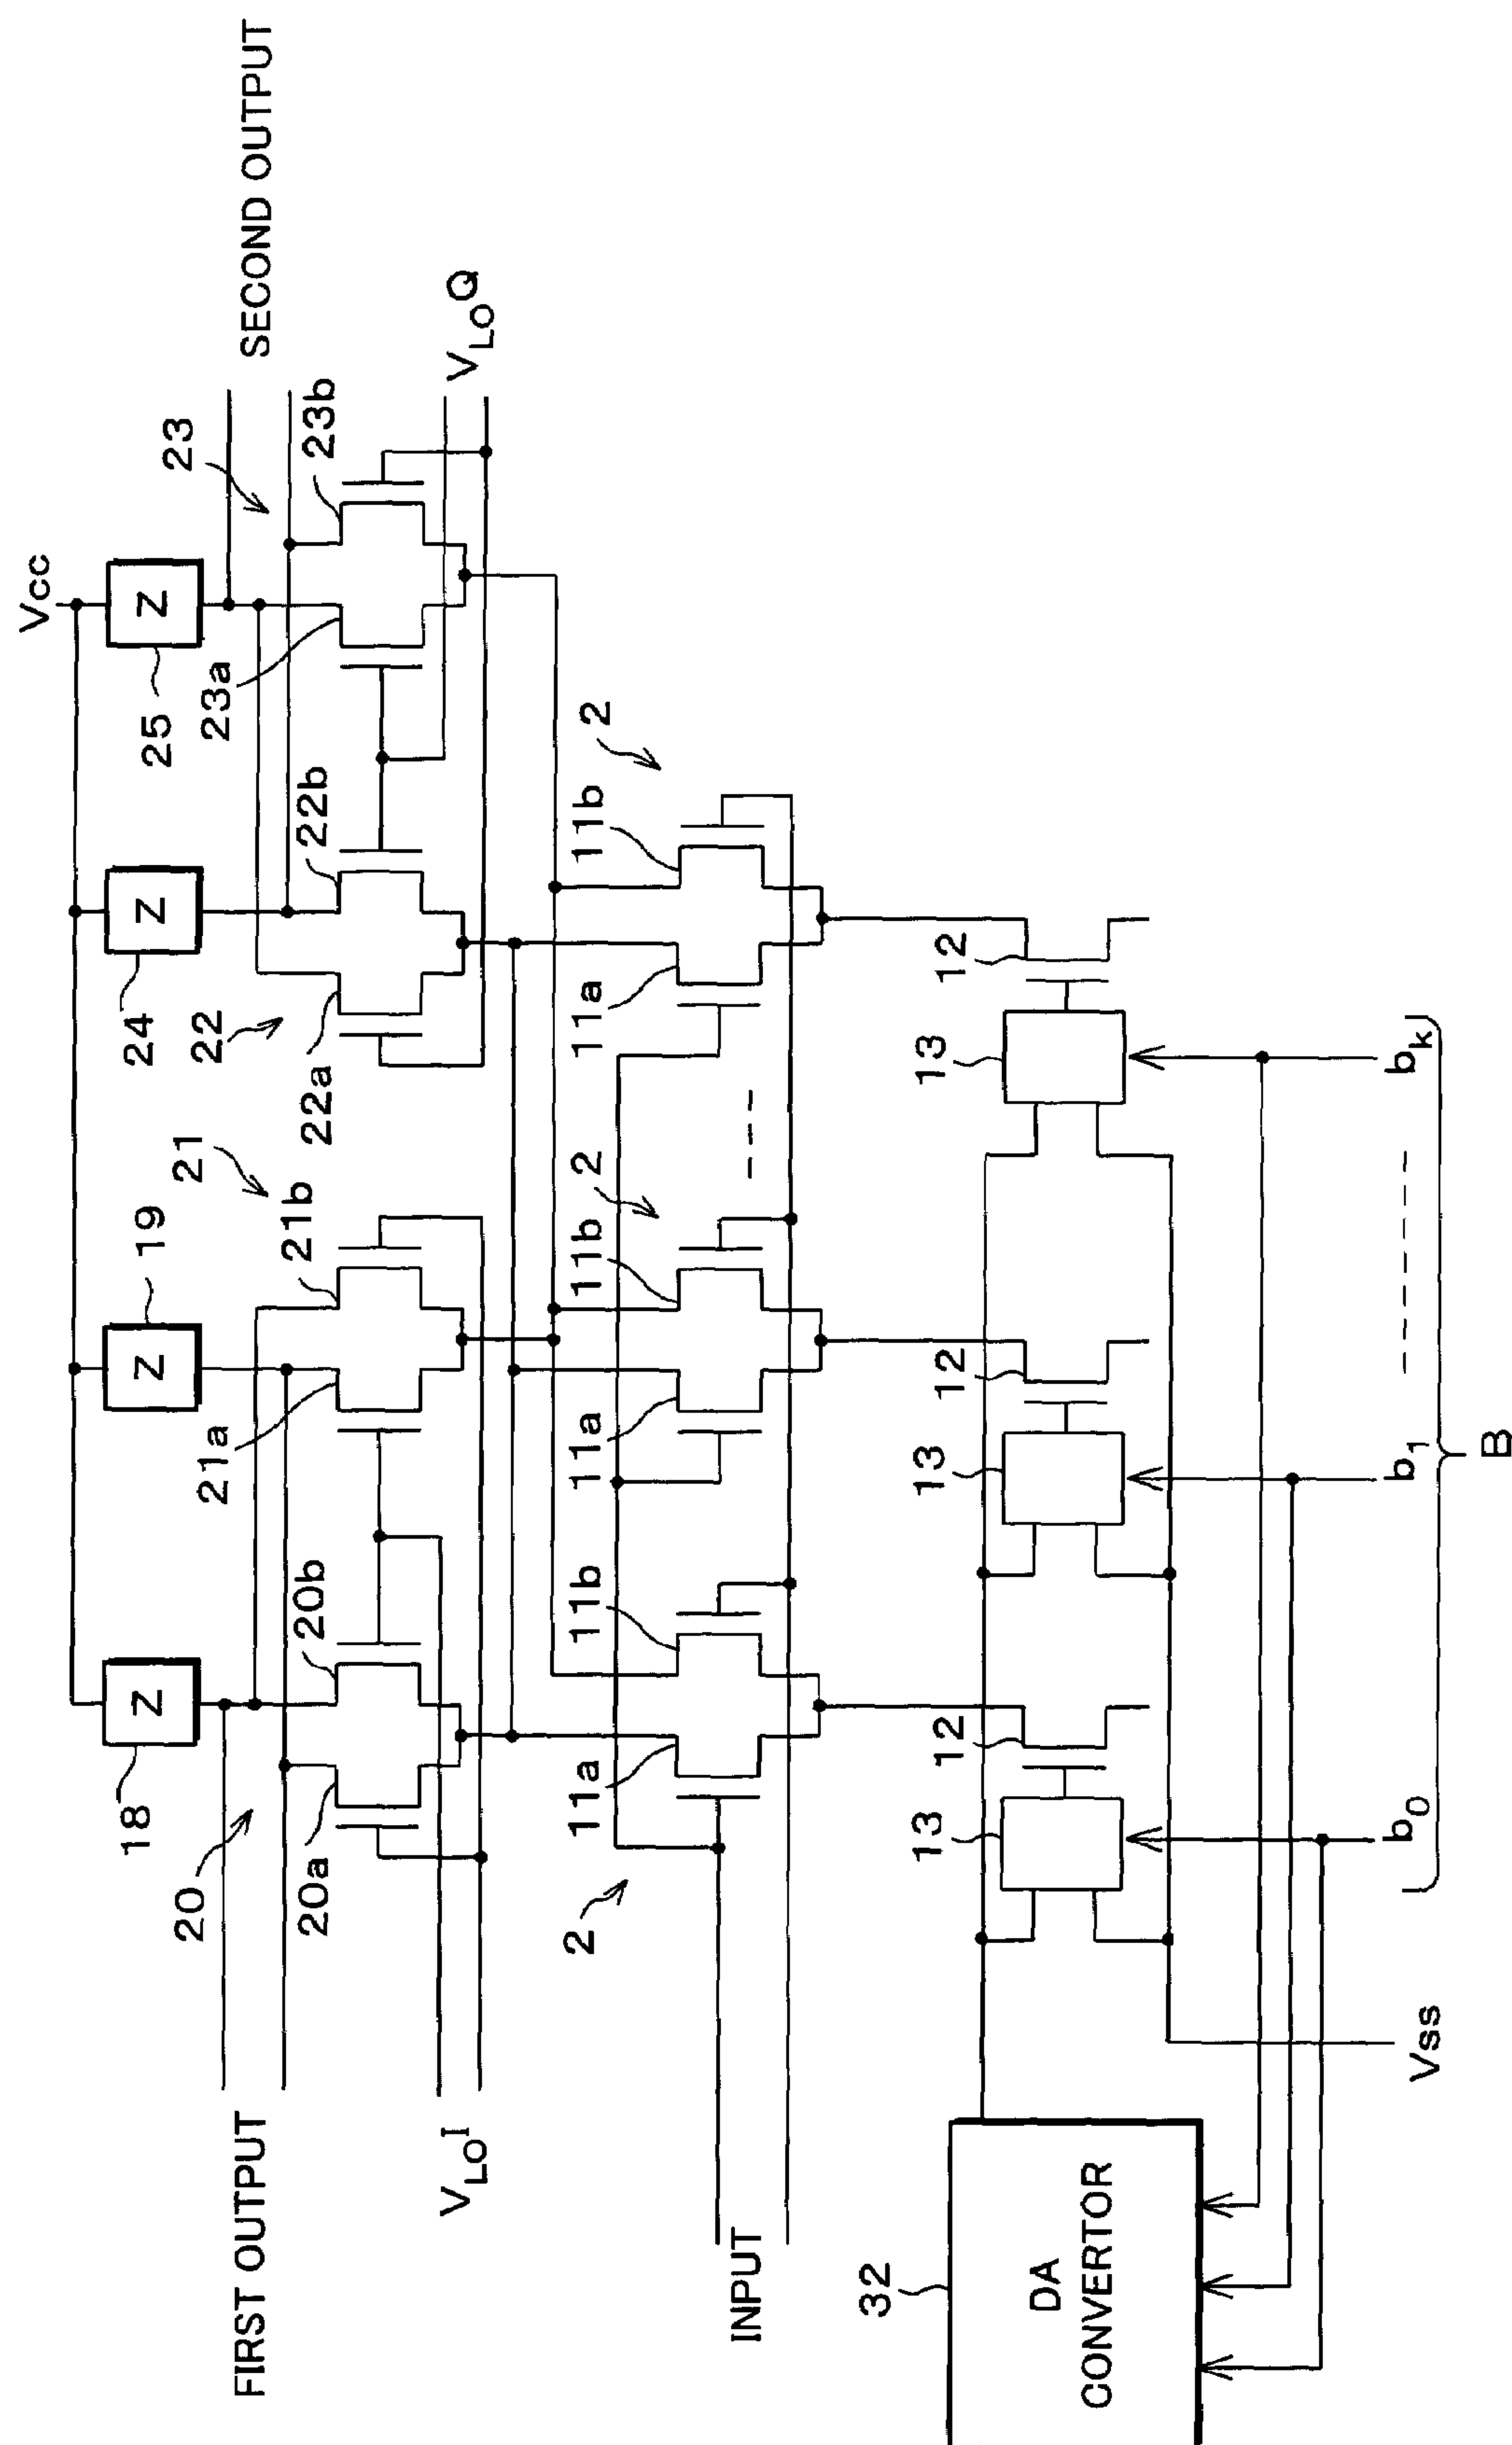 Vcc
SECOND OUTPUT
FIRST OUTPUT
18
Z
19
Z
24
Z
25
Z
20
20a
20b
21
21a
21b
22
22a
22b
23
23a
23b
VLOI
VLOQ
INPUT
2
11a
11b
2
11a
11b
2
11a
11b
12
12
12
13
13
13
32
DA
CONVERTOR
Vss
b0
b1
bk
B